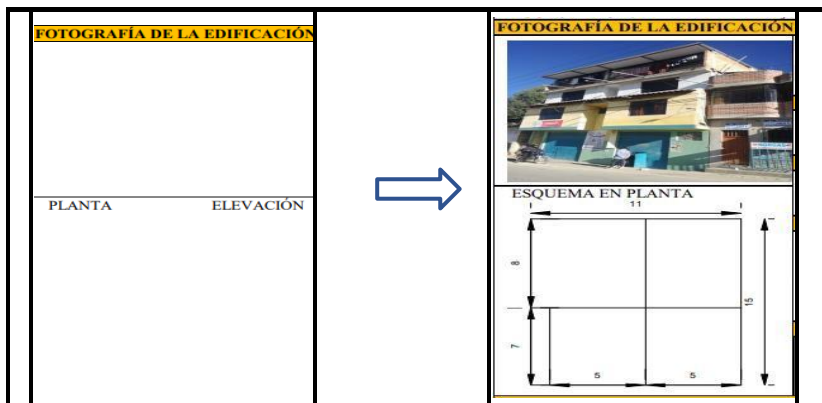 FOTOGRAFÍA DE LA EDIFICACIÓN
PLANTA ELEVACIÓN
FOTOGRAFÍA DE LA EDIFICACIÓN
ESQUEMA EN PLANTA
11
8
15
7
5 5